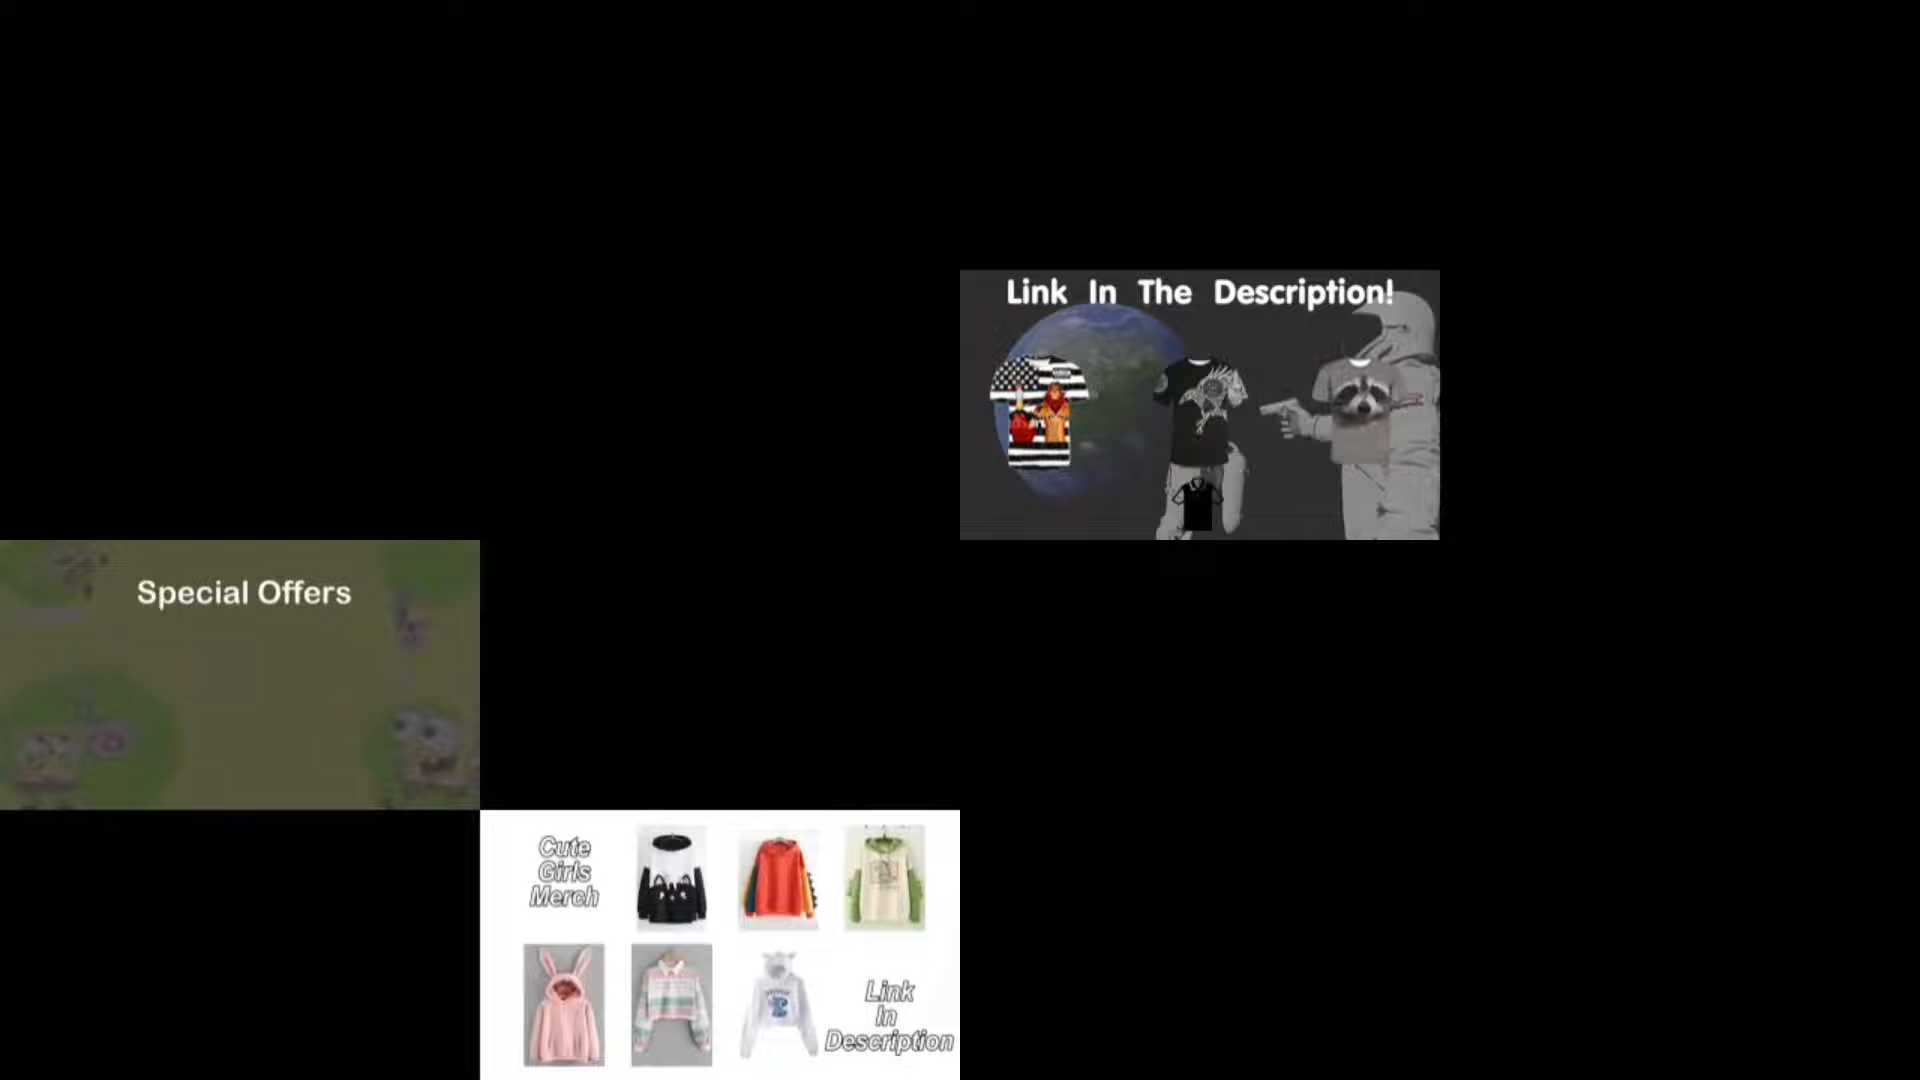 Link In The Description!
Special Offers
Cute
Girls
Merch
Link
In
Description